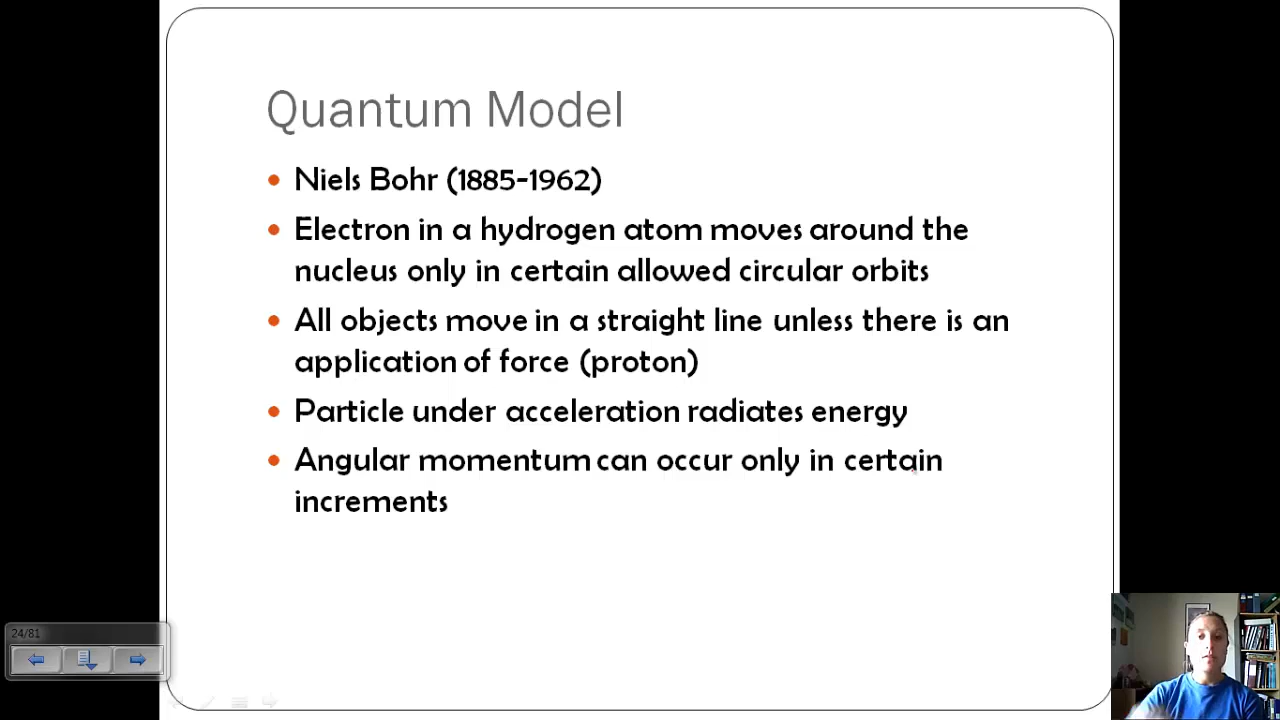 Quantum Model
Niels Bohr (1885-1962)
Electron in a hydrogen atom moves around the
nucleus only in certain allowed circular orbits
All objects move in a straight line unless there is an
application of force (proton)
Particle under acceleration radiates energy
Angular momentum can occur only in certain
increments
24/81